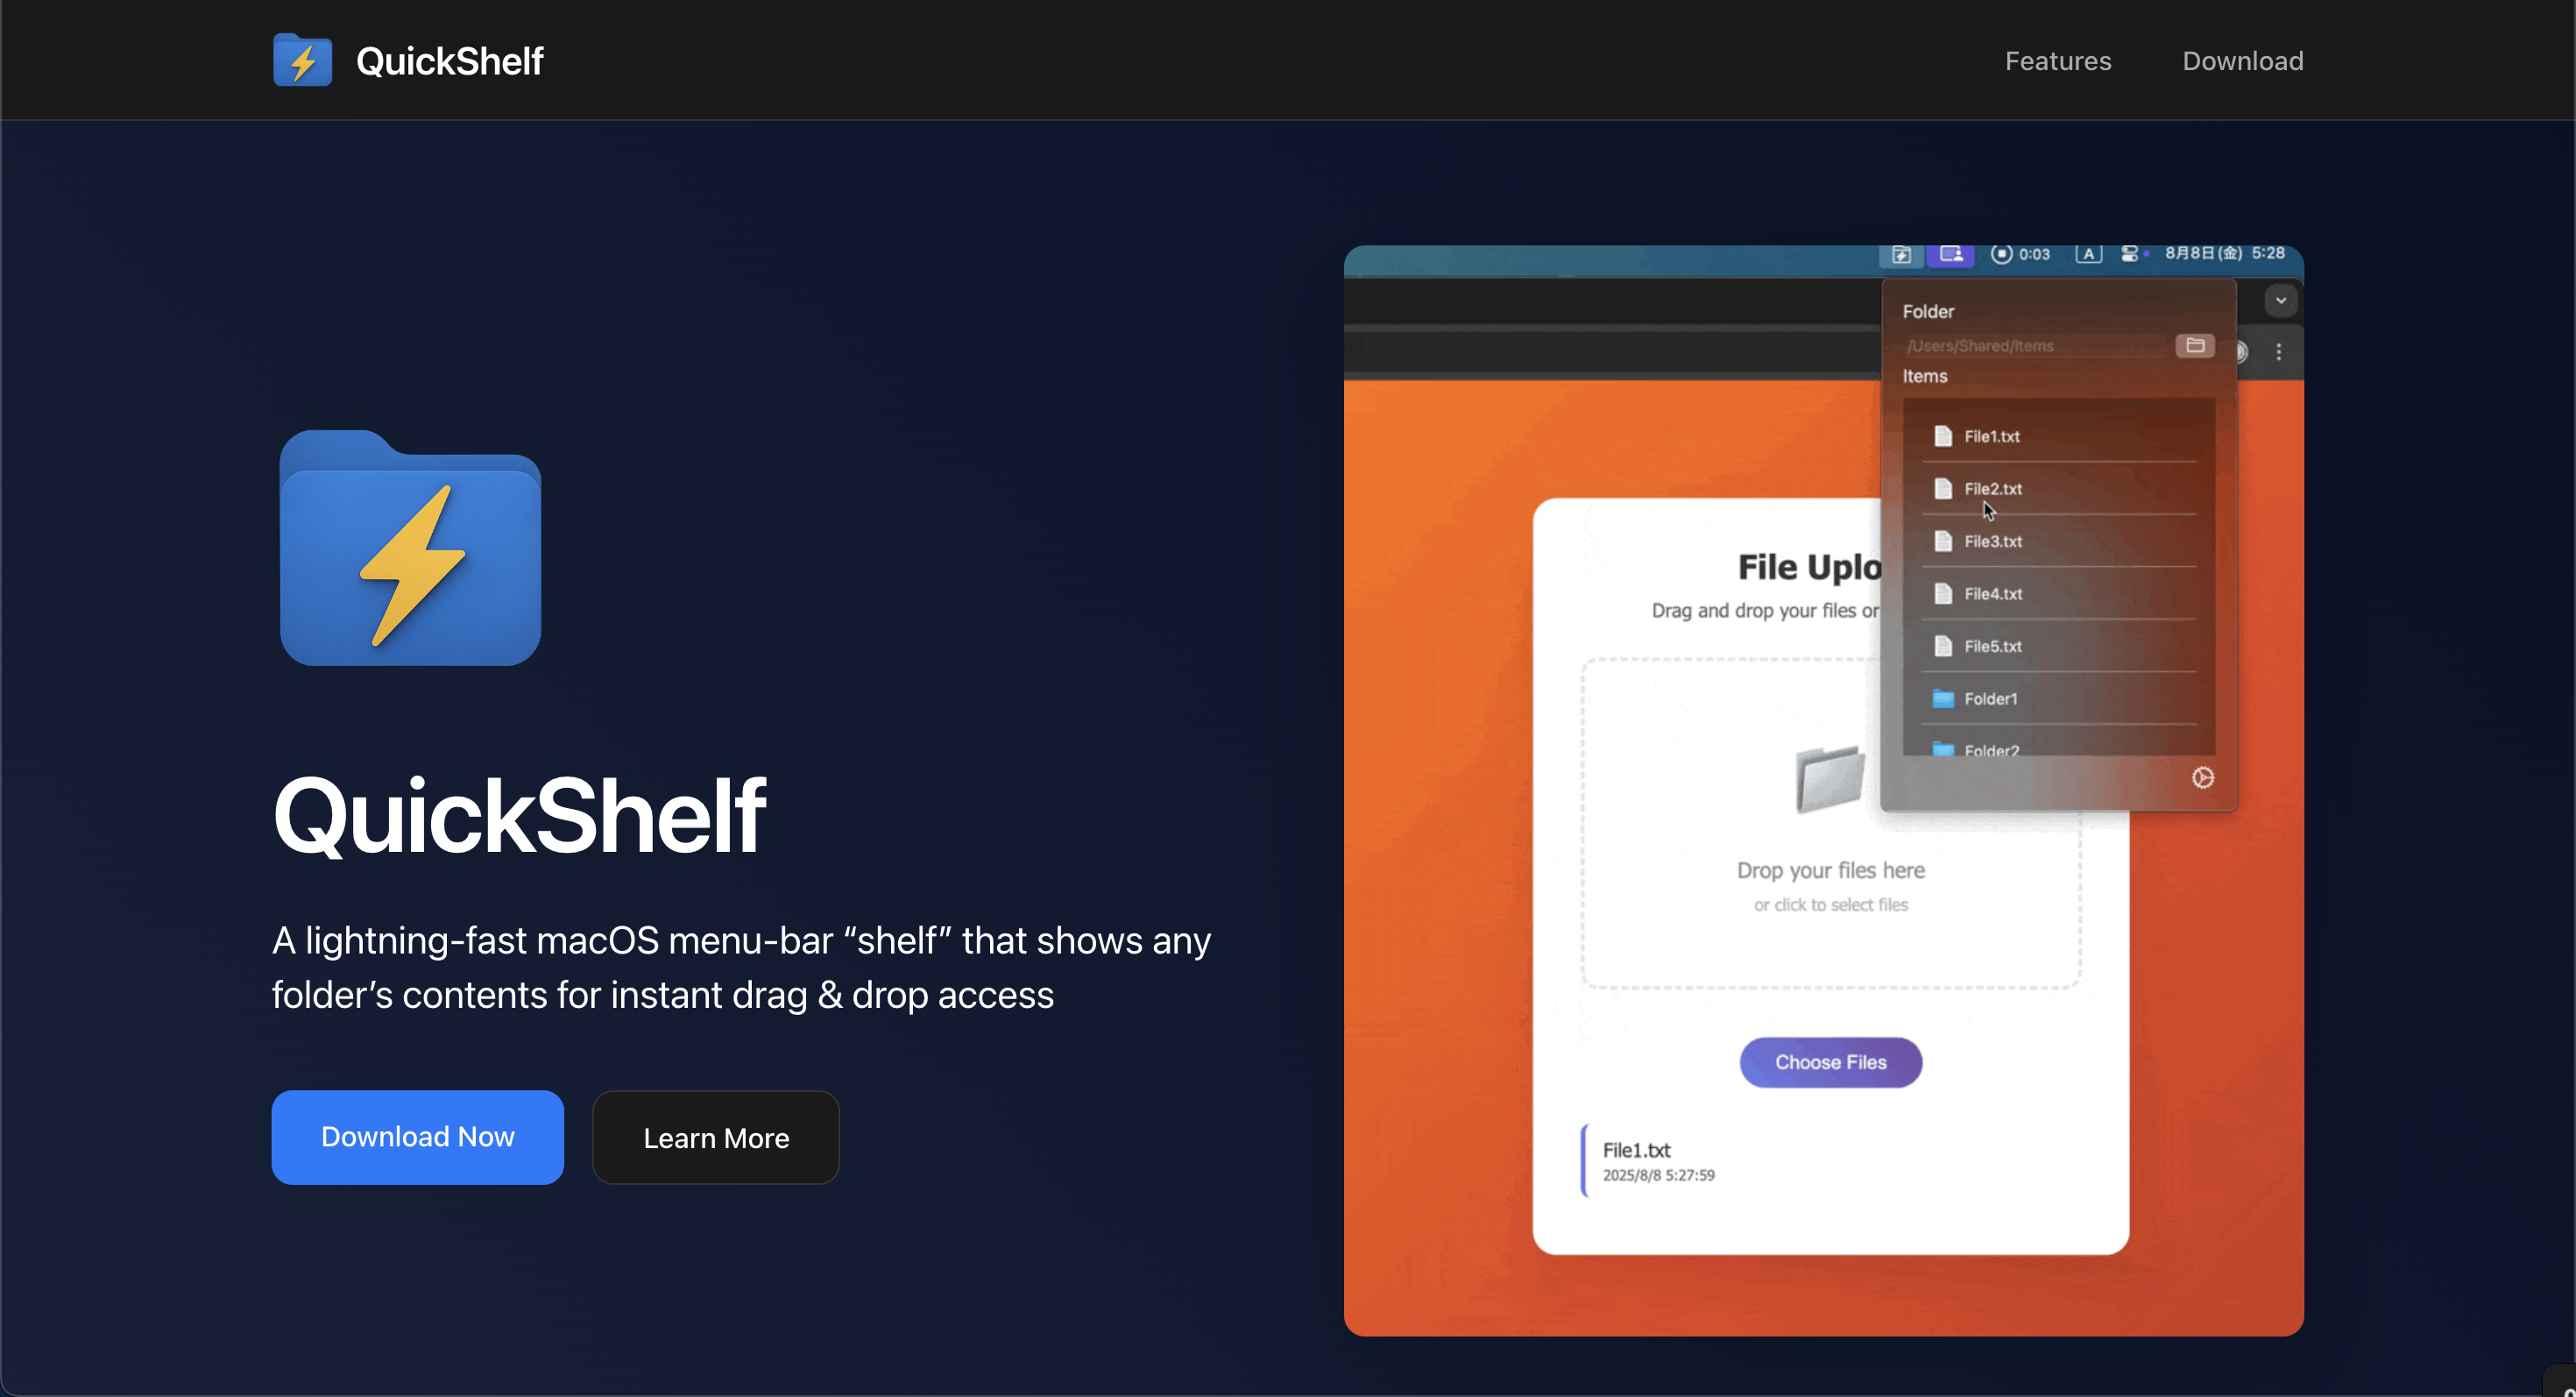 QuickShelf
Features
Download
QuickShelf
A lightning-fast macOS menu-bar “shelf” that shows any
folder’s contents for instant drag & drop access
Download Now
Learn More
0:03
A
8月8日(金) 5:28
Folder
/Users/Shared/Items
Items
File1.txt
File2.txt
File3.txt
File4.txt
File5.txt
Folder1
Folder2
File Uplo
Drag and drop your files or
Drop your files here
or click to select files
Choose Files
File1.txt
2025/8/8 5:27:59